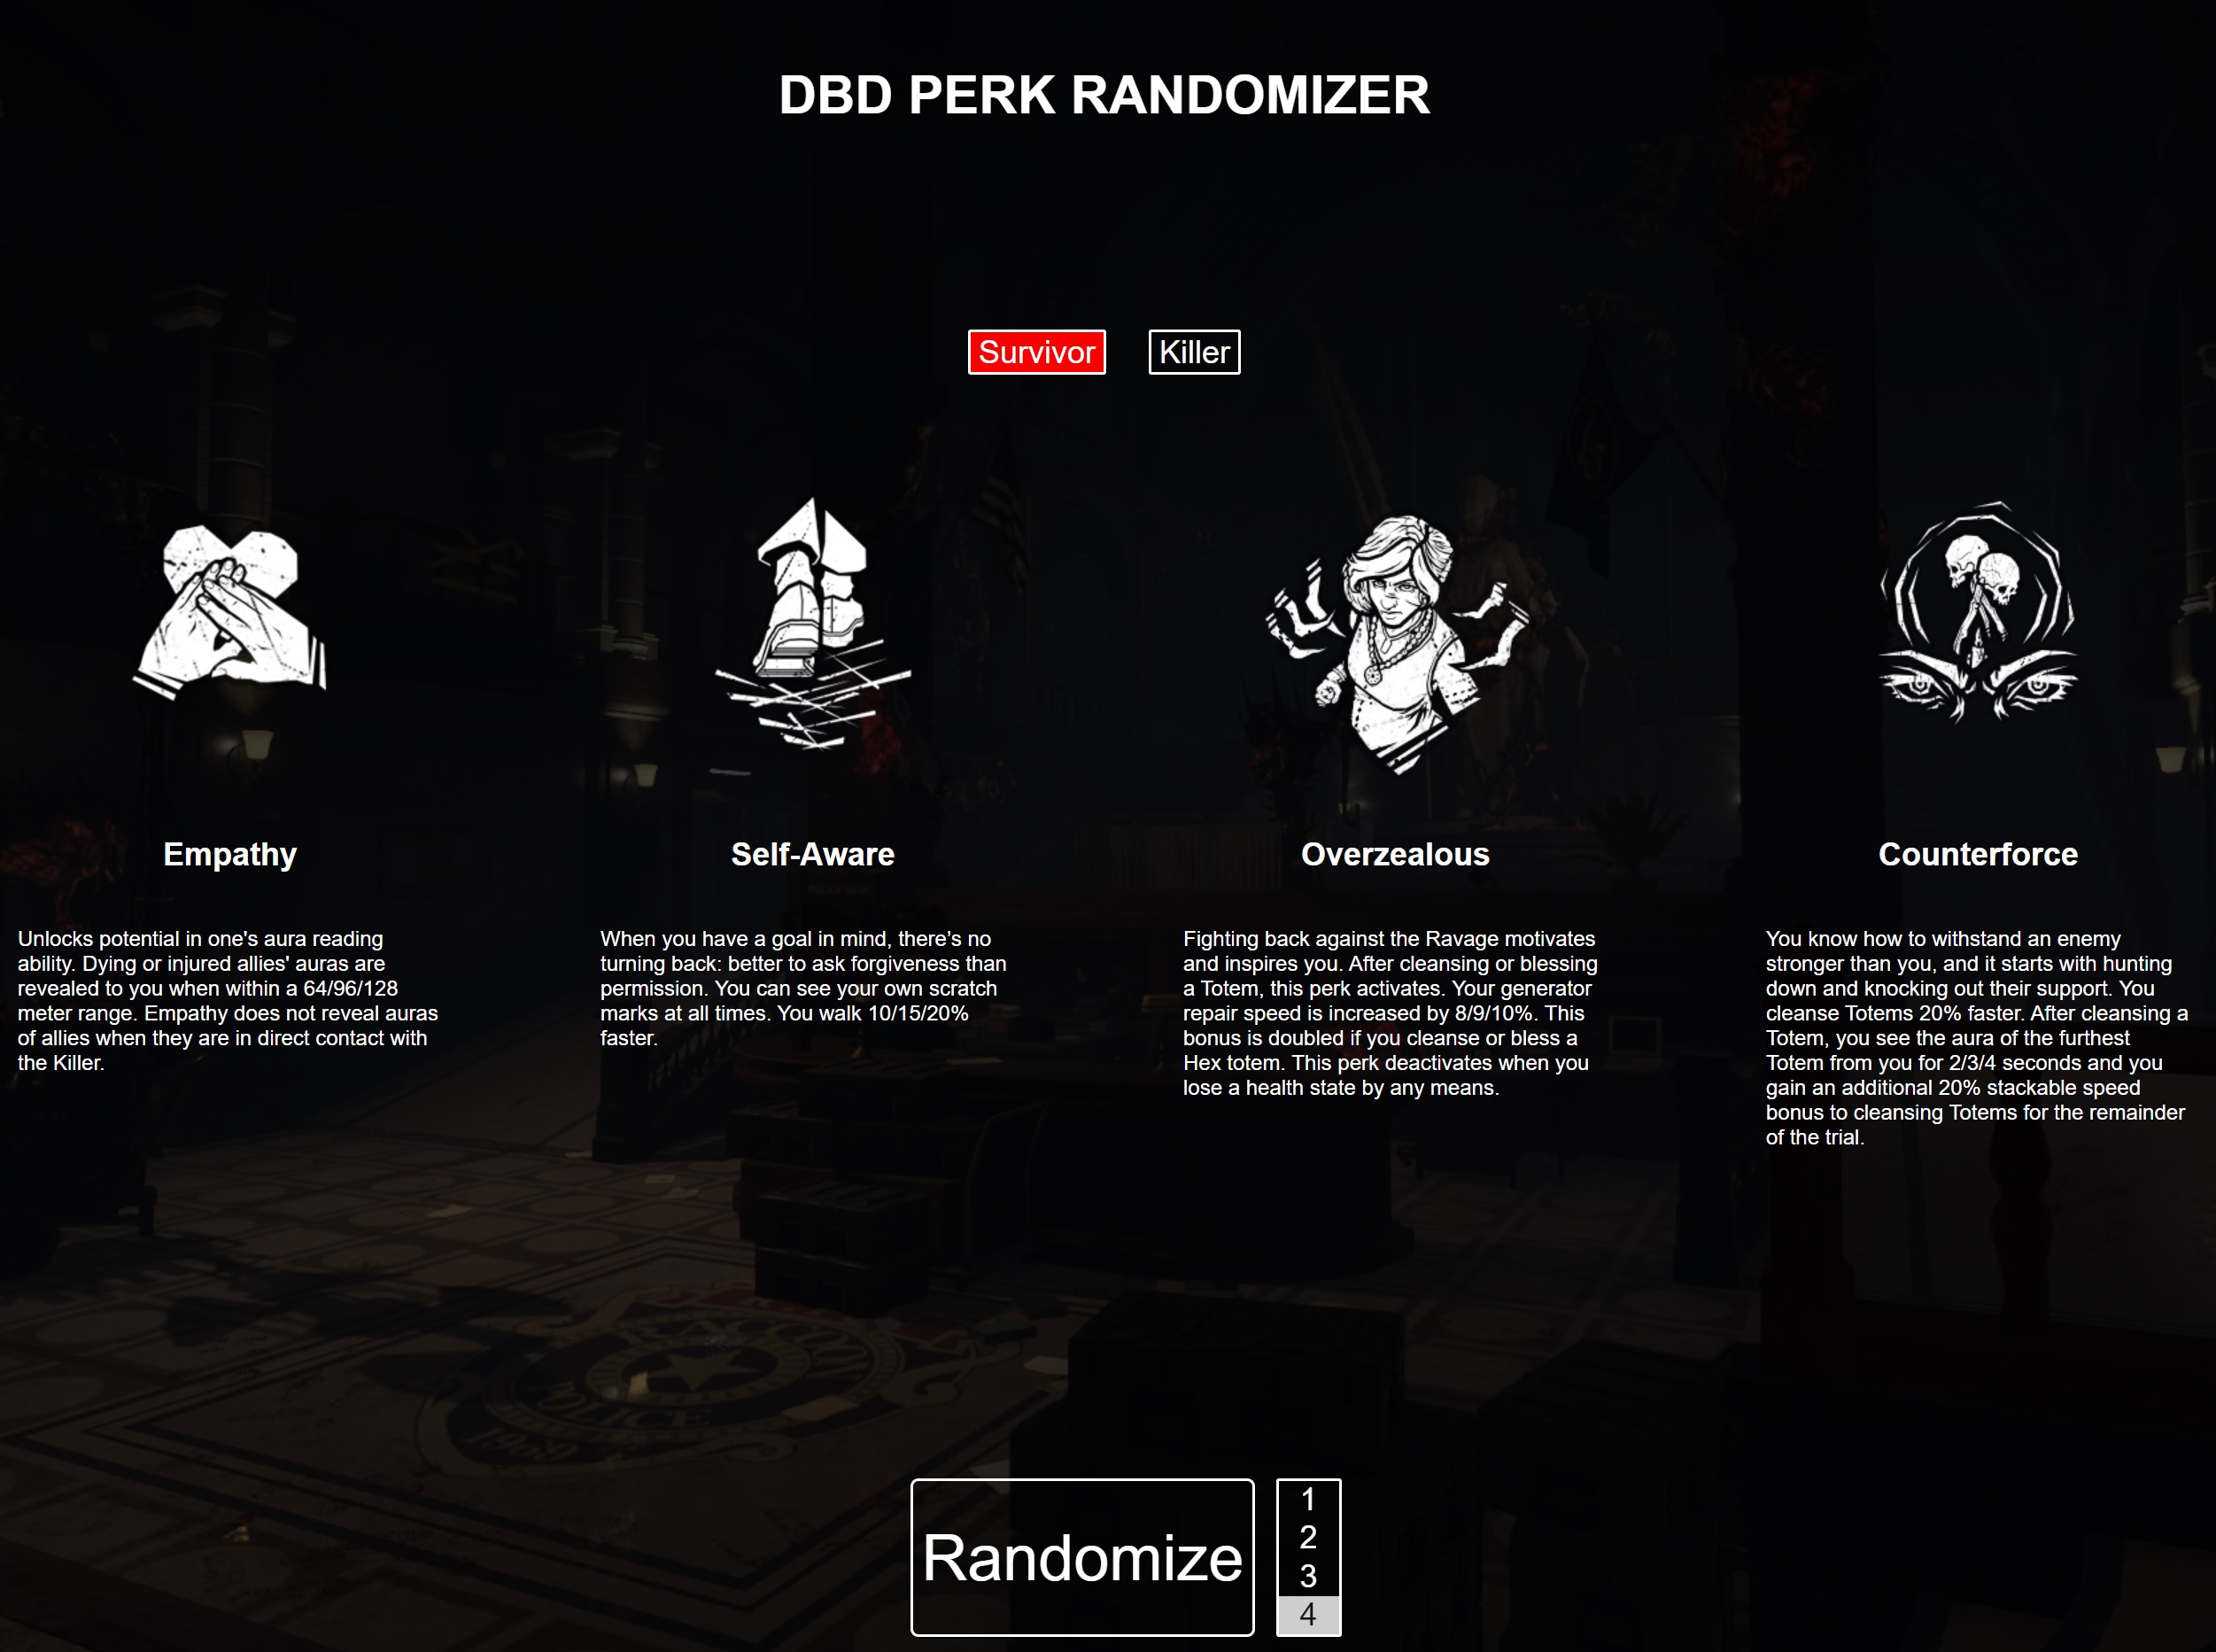 DBD PERK RANDOMIZER
Survivor
Killer
Empathy
Unlocks potential in one's aura reading
ability. Dying or injured allies' auras are
revealed to you when within a 64/96/128
meter range. Empathy does not reveal auras
of allies when they are in direct contact with
the Killer.
Self-Aware
When you have a goal in mind, there’s no
turning back: better to ask forgiveness than
permission. You can see your own scratch
marks at all times. You walk 10/15/20%
faster.
Overzealous
Fighting back against the Ravage motivates
and inspires you. After cleansing or blessing
a Totem, this perk activates. Your generator
repair speed is increased by 8/9/10%. This
bonus is doubled if you cleanse or bless a
Hex totem. This perk deactivates when you
lose a health state by any means.
Counterforce
You know how to withstand an enemy
stronger than you, and it starts with hunting
down and knocking out their support. You
cleanse Totems 20% faster. After cleansing a
Totem, you see the aura of the furthest
Totem from you for 2/3/4 seconds and you
gain an additional 20% stackable speed
bonus to cleansing Totems for the remainder
of the trial.
RACCOON
POLICE
1969
Randomize
1
2
3
4